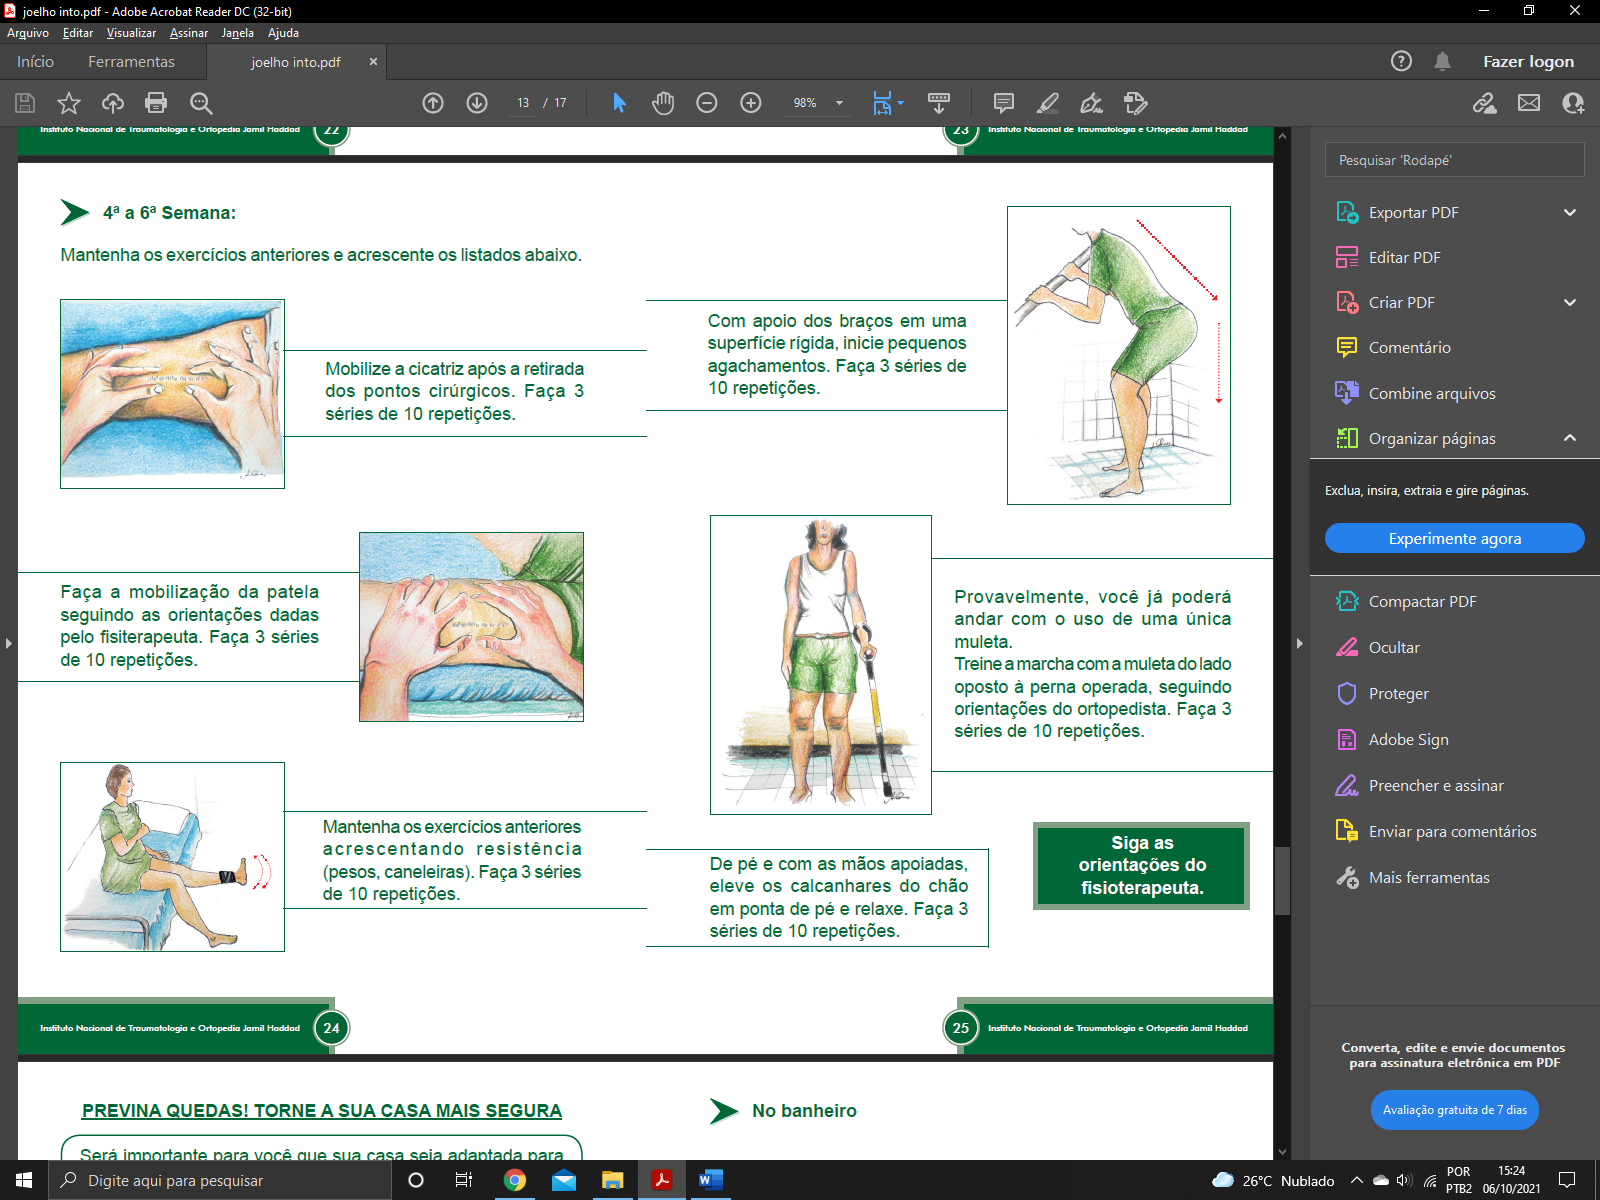 joelho into.pdf - Adobe Acrobat Reader DC (32-bit)
Arquivo Editar Visualizar Assinar Janela Ajuda
Início Ferramentas joelho into.pdf × Fazer logon
13 / 17 98%
Instituto Nacional de Traumatologia e Ortopedia Jamil Haddad 22
23 Instituto Nacional de Traumatologia e Ortopedia Jamil Haddad
4ª a 6ª Semana:
Mantenha os exercícios anteriores e acrescente os listados abaixo.
Mobilize a cicatriz após a retirada
dos pontos cirúrgicos. Faça 3
séries de 10 repetições.
Faça a mobilização da patela
seguindo as orientações dadas
pelo fisiterapeuta. Faça 3 séries
de 10 repetições.
Mantenha os exercícios anteriores
acrescentando resistência
(pesos, caneleiras). Faça 3 séries
de 10 repetições.
Instituto Nacional de Traumatologia e Ortopedia Jamil Haddad 24
Com apoio dos braços em uma
superfície rígida, inicie pequenos
agachamentos. Faça 3 séries de
10 repetições.
Provavelmente, você já poderá
andar com o uso de uma única
muleta.
Treine a marcha com a muleta do lado
oposto à perna operada, seguindo
orientações do ortopedista. Faça 3
séries de 10 repetições.
De pé e com as mãos apoiadas,
eleve os calcanhares do chão
em ponta de pé e relaxe. Faça 3
séries de 10 repetições.
Siga as
orientações do
fisioterapeuta.
25 Instituto Nacional de Traumatologia e Ortopedia Jamil Haddad
PREVINA QUEDAS! TORNE A SUA CASA MAIS SEGURA
Será importante para você que sua casa seja adaptada para
No banheiro
Pesquisar 'Rodapé'
Exportar PDF
Editar PDF
Criar PDF
Comentário
Combine arquivos
Organizar páginas
Exclua, insira, extraia e gire páginas.
Experimente agora
Compactar PDF
Ocultar
Proteger
Adobe Sign
Preencher e assinar
Enviar para comentários
Mais ferramentas
Converta, edite e envie documentos
para assinatura eletrônica em PDF
Avaliação gratuita de 7 dias
Digite aqui para pesquisar
26°C Nublado
POR
PTB2
15:24
06/10/2021